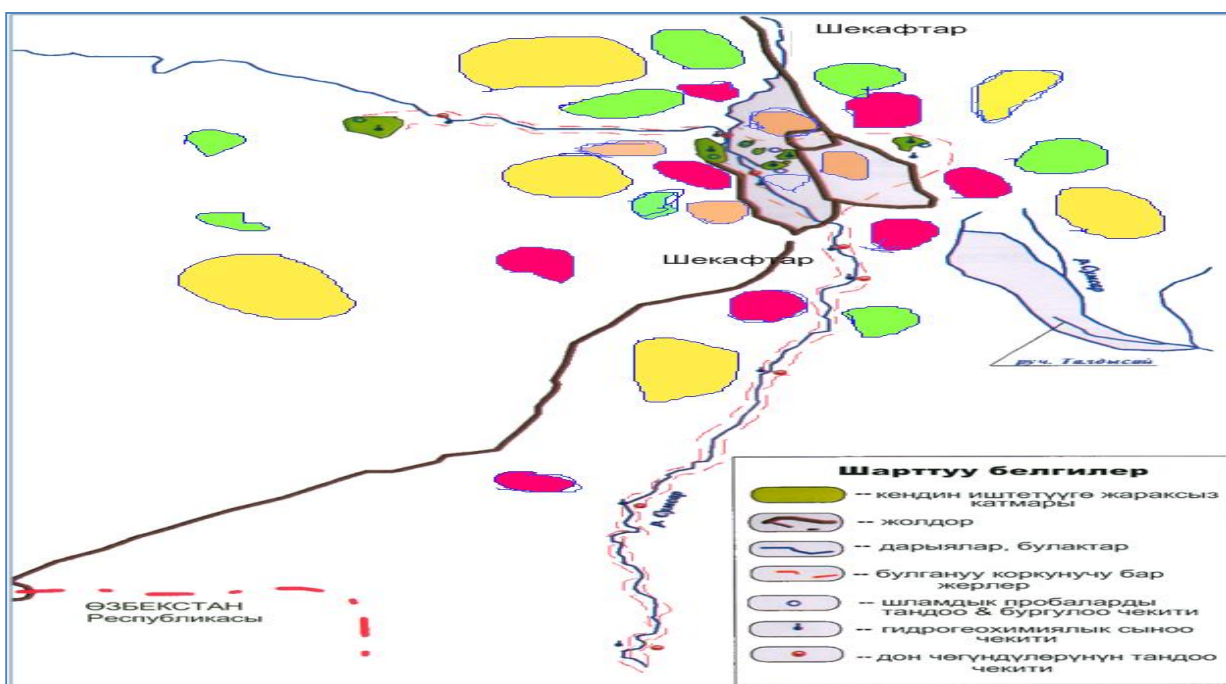 Шекафтар
Шекафтар
р.Сумсар
руч. Талдысай
р.Сумсар
ӨЗБЕКСТАН
Республикасы
Шарттуу белгилер
-- кендин иштетүүгө жараксыз
катмары
-- жолдор
-- дарыялар, булактар
-- булгануу коркунучу бар
жерлер
-- шламдык пробаларды
тандоо & бургулоо чекити
-- гидрогеохимиялык сыноо
чекити
-- дон чөгүндүлөрүнүн тандоо
чекити